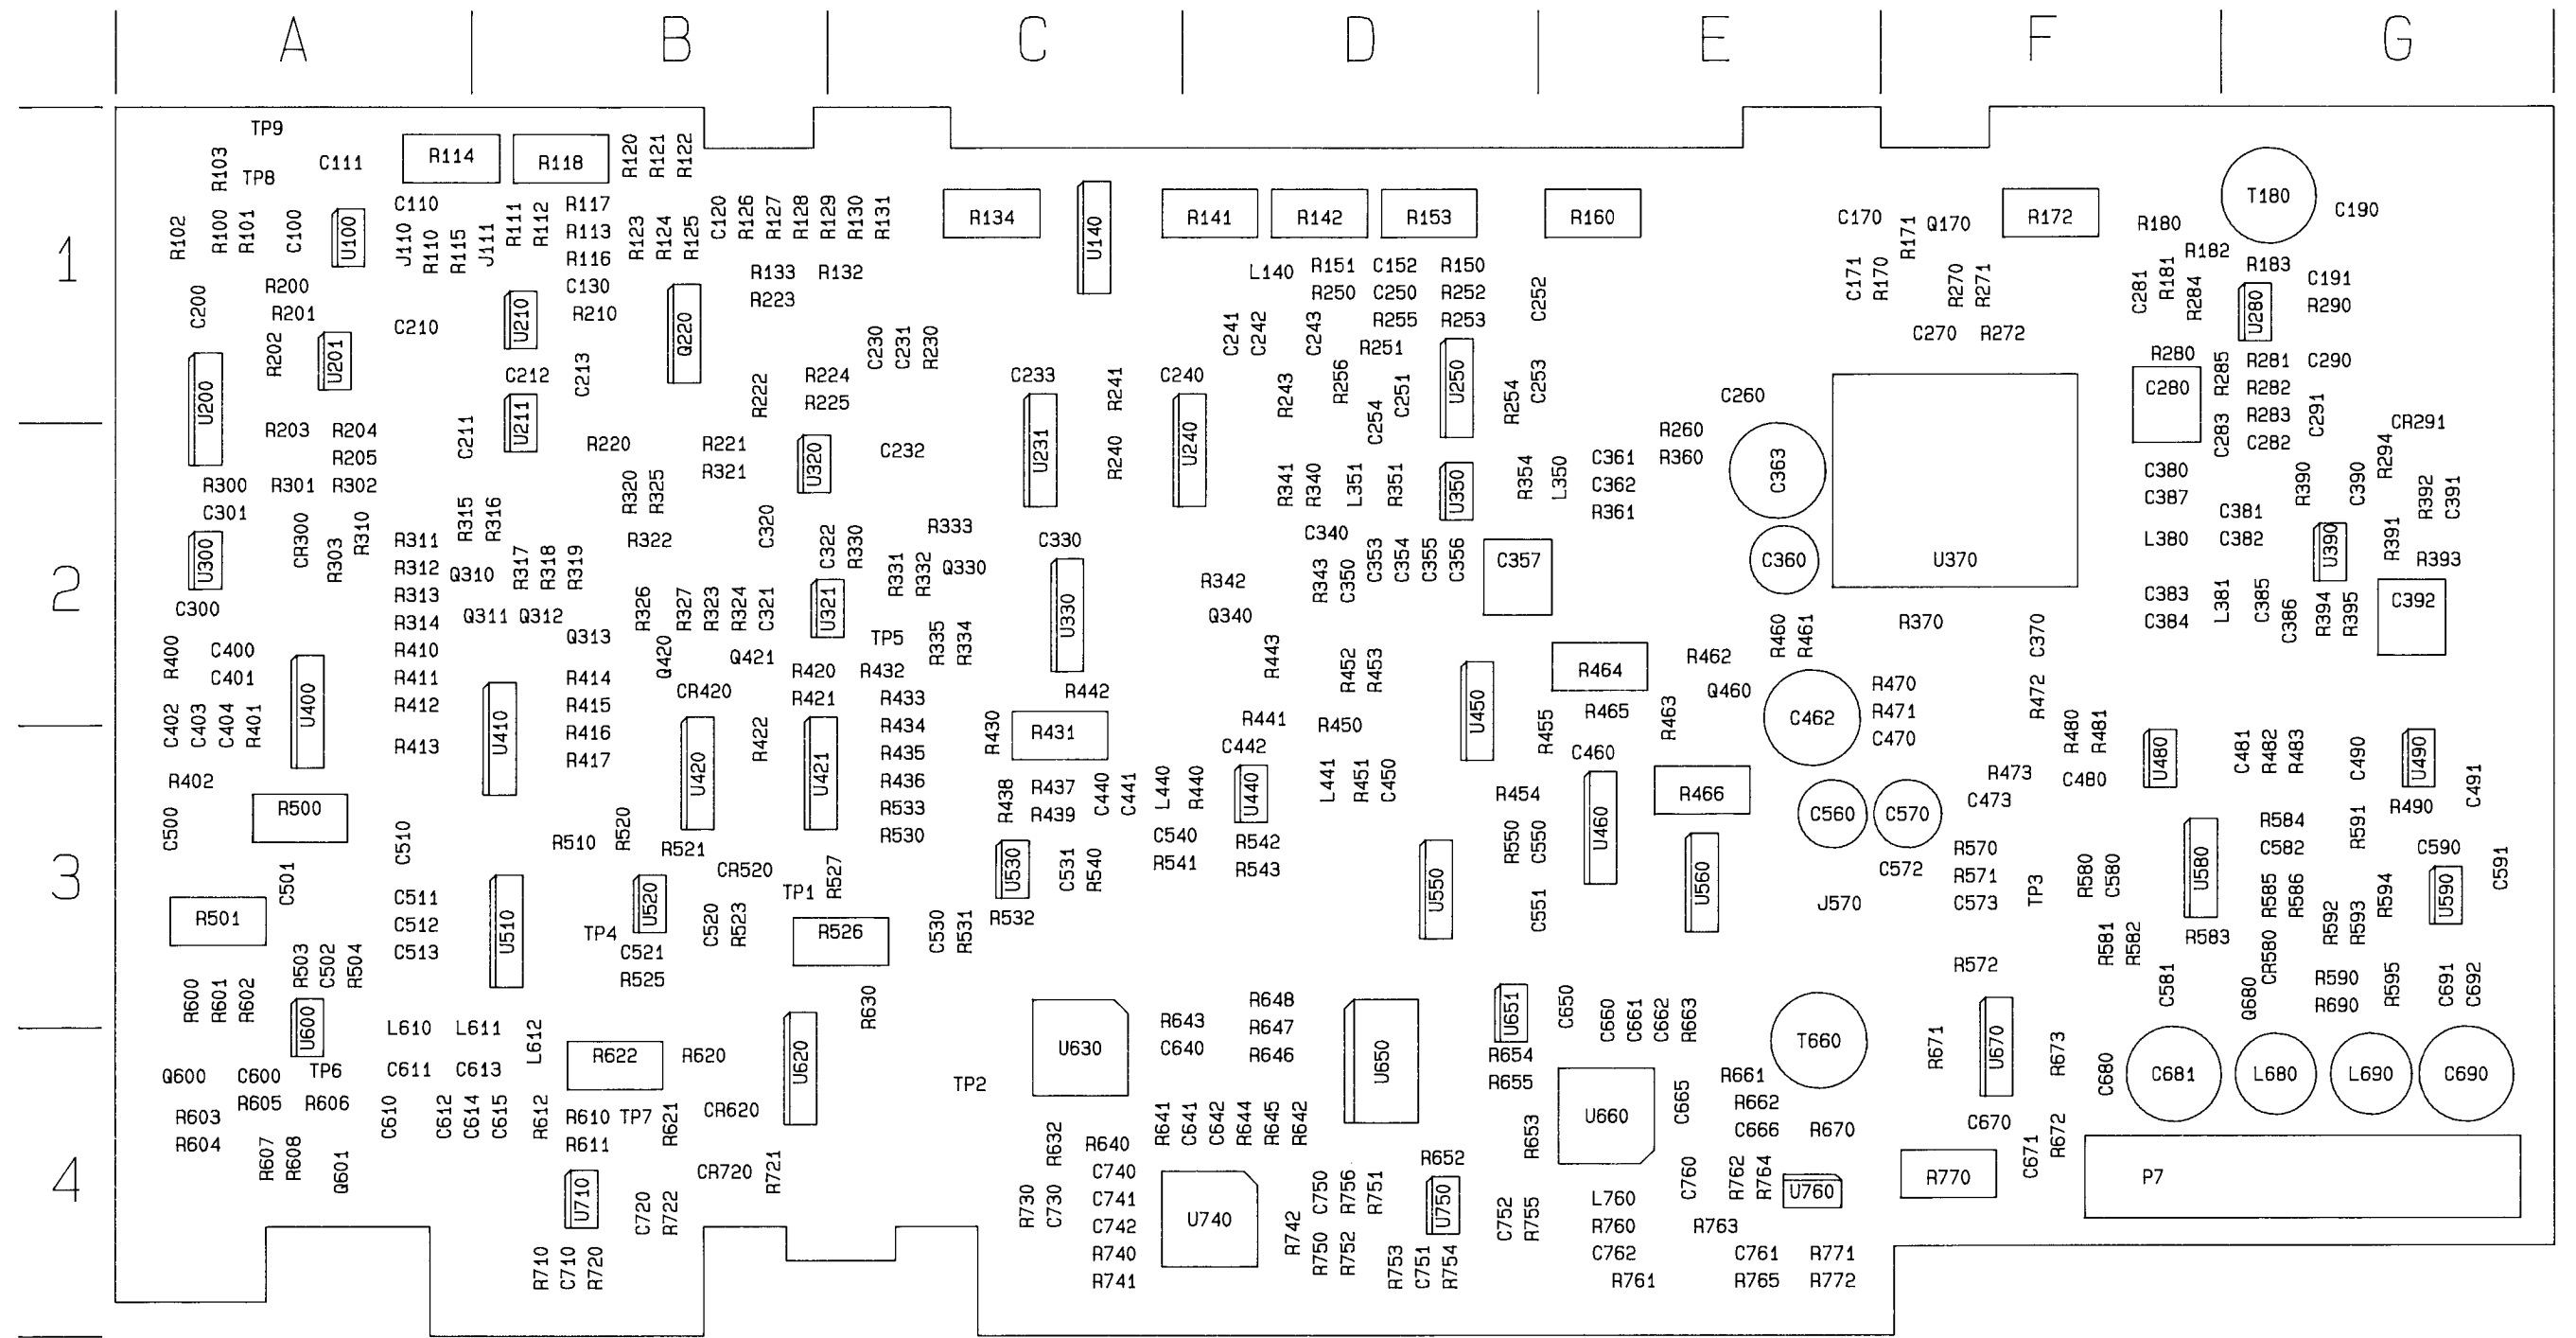 A B C D E F G
TP9
R103 TP8 C111 R114 R118 R120 R121 R122
T180
R102 R100 R101 C100 U100 C110 J110 R110 R115 J111 R111 R112 R117 R123 R124 R125 C120 R126 R127 R128 R129 R130 R131 R134 U140 R141 R142 R153 R160 C170 R171 Q170 R172 R180 C190
1 R113
R116 R182
R200 C130 R133 R132 L140 R151 C152 R150 C171 R170 R270 R271 C281 R181 R284 R183 C191
C200 R201 C210 U210 R210 Q220 R223 R250 C250 R252 C252 U280 R290
R255 R253
R202 U201 C230 C231 R230 C241 C242 C243 R251 C270 R272
U200 C212 C213 R222 R224 C233 R241 C240 R243 R256 C251 U250 R254 C253 R280 R285 R281 C290
R225 C254 C260 C280 R282
R203 R204 C211 U211 R220 R221 U320 C232 U231 R240 U240 R260 C363 C283 R283 C291 CR291
R205 R321 C361 R360 C282
R300 R301 R302 R320 R325 R341 R340 L351 R351 U350 R354 L350 C362 C380 R390 C390 R294 R392 C391
C301 R315 R316 C320 R333 R361 C387 C381
U300 CR300 R303 R310 R311 R317 R318 R319 R322 C322 R330 C330 C340 C353 C354 C355 C356 C357 C360 U370 L380 C382 U390 R391 R393
2 R312 Q310 R331 R332 Q330 R342 R343 C350
C300 R313 Q311 Q312 R326 R327 R323 R324 C321 U321 U330 Q340 C383 L381 C385 C386 R394 R395 C392
R314 Q313 TP5 R335 R334 R460 R461 R370 C370 C384
R400 C400 R410 Q420 Q421 R443 R452 R453 R462
C401 U400 R411 R414 CR420 R420 R432 R442 U450 R464 Q460 R470 R472
C402 C403 C404 R401 R412 U410 R415 R421 R433 R465 R463 C462 R471
R413 R416 U420 R422 U421 R434 R430 R431 R441 R450 R455 C470 R480 R481 U480 C481 R482 R483 C490 U490
R417 R435 C442 C460
R402 R436 R438 R437 C440 C441 L440 R440 U440 L441 R451 C450 R454 U460 R466 R473 C480 C491
R500 R533 R439 C560 C570 C473 R490
C500 C510 R510 R520 R521 R530 C540 R542 R550 C550 R570 U580 R584 R591
3 C501 CR520 R527 U530 C531 R540 R541 R543 U550 U560 C572 R571 R580 C580 C582 C590 C591
R501 C511 U510 U520 TP1 R532 C551 J570 C573 TP3 R585 R586 R592 R593 R594 U590
C512 TP4 C520 R523 R526 C530 R531
R503 C502 R504 C513 C521 R572 R581 R582 R583 CR580
R600 R601 R602 R525 R630 R648 U651 C650 C581 Q680 R590 R595 C691 C692
U600 L610 L611 L612 U620 R643 R647 C660 C661 C662 R663 T660 R671 U670 R673 R690
R622 R620 U630 C640 R646 U650 R654
Q600 C600 TP6 C611 C613 TP2 R655 R661 C680 C681 L680 L690 C690
R603 R605 R606 C610 C612 C614 C615 R612 R610 TP7 R621 CR620 R641 C641 C642 R644 R645 R642 R653 U660 C665 R662 C670
R604 R607 R608 R611 R632 R640 R652 C666 R670 C671 R672
4 Q601 U710 CR720 R721 C740 C750 R756 R751 C760 R762 R764 R770 P7
C720 R722 R730 C730 C741 U740 U750 C752 R755 L760 U760
C742 R742 R760 R763
R710 C710 R720 R740 R750 R752 R753 C751 R754 C762 C761 R771
R741 R761 R765 R772